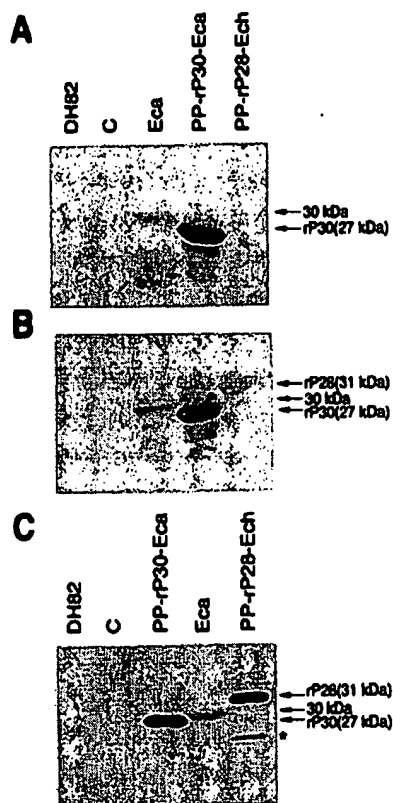 A
DH82
C
Eca
PP-rP30-Eca
PP-rP28-Ech
30 kDa
rP30(27 kDa)
B
rP28(31 kDa)
30 kDa
rP30(27 kDa)
C
DH82
C
PP-rP30-Eca
Eca
PP-rP28-Ech
rP28(31 kDa)
30 kDa
rP30(27 kDa)
*